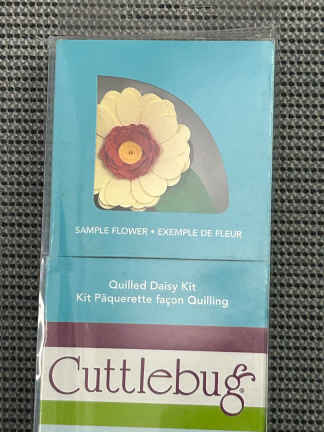 SAMPLE FLOWER • EXEMPLE DE FLEUR
Quilled Daisy Kit
Kit Pâquerette façon Quilling
Cuttlebug®